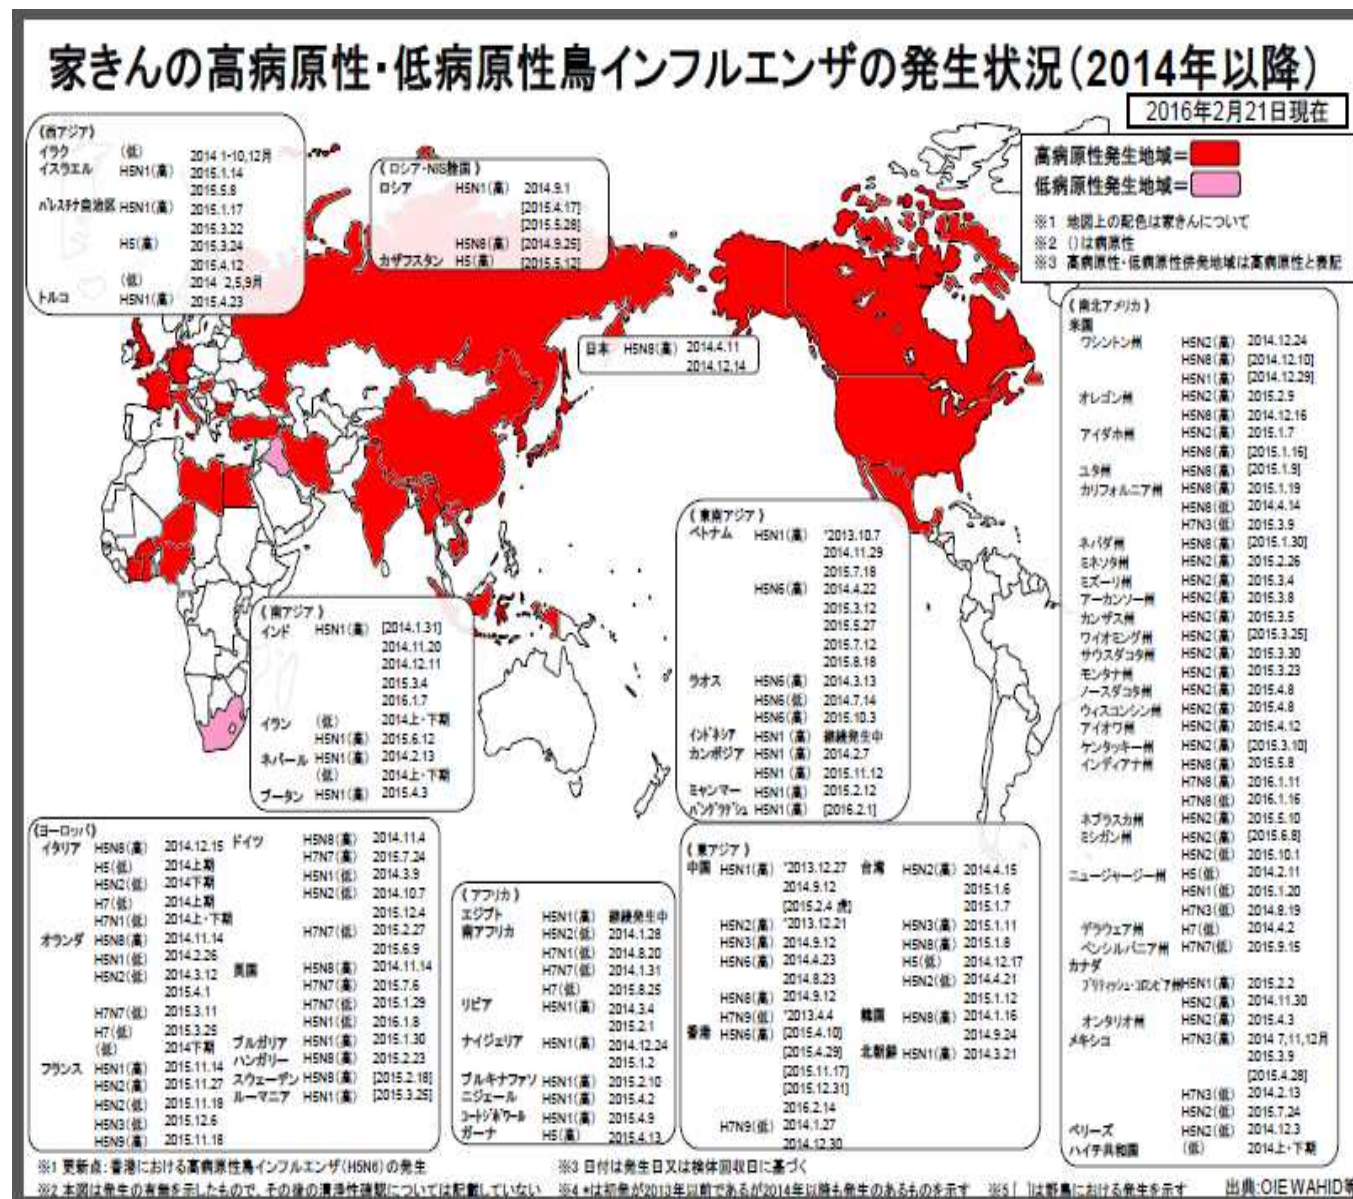 家きんの高病原性・低病原性鳥インフルエンザの発生状況(2014年以降)
2016年2月21日現在
高病原性発生地域=
低病原性発生地域=
※1 地図上の配色は家きんについて
※2 ()は病原性
※3 高病原性・低病原性併発地域は高病原性と表記
《西アジア》
イラク (低) 2014 1-10,12月
イスラエル H5N1(高) 2015.1.14
2015.5.8
パレスチナ自治区 H5N1(高) 2015.1.17
2015.3.22
H5(高) 2015.3.24
2015.4.12
(低) 2014 2,5,9月
トルコ H5N1(高) 2015.4.23
《ロシア・NIS諸国》
ロシア H5N1(高) 2014.9.1
[2015.4.17]
[2015.5.28]
H5N8(高) [2014.9.25]
カザフスタン H5(高) [2015.5.12]
日本 H5N8(高) 2014.4.11
2014.12.14
《東南アジア》
ベトナム H5N1(高) *2013.10.7
2014.11.29
2015.7.18
H5N6(高) 2014.4.22
2015.3.12
2015.5.27
2015.7.12
2015.8.18
ラオス H5N6(高) 2014.3.13
H5N6(低) 2014.7.14
H5N6(高) 2015.10.3
インドネシア H5N1(高) 継続発生中
カンボジア H5N1(高) 2014.2.7
H5N1(高) 2015.11.12
ミャンマー H5N1(高) 2015.2.12
バングラデシュ H5N1(高) [2016.2.1]
《南アジア》
インド H5N1(高) [2014.1.31]
2014.11.20
2014.12.11
2015.3.4
2016.1.7
イラン (低) 2014上・下期
H5N1(高) 2015.6.12
ネパール H5N1(高) 2014.2.13
(低) 2014上・下期
ブータン H5N1(高) 2015.4.3
《南北アメリカ》
米国
ワシントン州 H5N2(高) 2014.12.24
H5N8(高) [2014.12.10]
H5N1(高) [2014.12.29]
オレゴン州 H5N2(高) 2015.2.9
H5N8(高) 2014.12.16
アイダホ州 H5N2(高) 2015.1.7
H5N8(高) [2015.1.16]
ユタ州 H5N8(高) [2015.1.9]
カリフォルニア州 H5N8(高) 2015.1.19
H5N8(低) 2014.4.14
H7N3(低) 2015.3.9
ネバダ州 H5N8(高) [2015.1.30]
ミネソタ州 H5N2(高) 2015.2.26
ミズーリ州 H5N2(高) 2015.3.4
アーカンソー州 H5N2(高) 2015.3.8
カンザス州 H5N2(高) 2015.3.5
ワイオミング州 H5N2(高) [2015.3.25]
サウスダコタ州 H5N2(高) 2015.3.30
モンタナ州 H5N2(高) 2015.3.23
ノースダコタ州 H5N2(高) 2015.4.8
ウィスコンシン州 H5N2(高) 2015.4.8
アイオワ州 H5N2(高) 2015.4.12
ケンタッキー州 H5N2(高) [2015.3.10]
インディアナ州 H5N8(高) 2015.5.8
H7N8(高) 2016.1.11
H7N8(低) 2016.1.16
ネブラスカ州 H5N2(高) 2015.5.10
ミシガン州 H5N2(高) [2015.6.8]
H5N2(低) 2015.10.1
ニュージャージー州 H5(低) 2014.2.11
H5N1(低) 2015.1.20
H7N3(低) 2014.8.19
デラウェア州 H7(低) 2014.4.2
ペンシルバニア州 H7N7(低) 2015.9.15
カナダ
ブリティッシュ・コロンビア州 H5N1(高) 2015.2.2
H5N2(高) 2014.11.30
オンタリオ州 H5N2(高) 2015.4.3
メキシコ H7N3(高) 2014 7,11,12月
2015.3.9
[2015.4.28]
H7N3(低) 2014.2.13
H5N2(低) 2015.7.24
ベリーズ H5N2(低) 2014.12.3
ハイチ共和国 (低) 2014上・下期
《ヨーロッパ》
イタリア H5N8(高) 2014.12.15
H5(低) 2014上期
H5N2(低) 2014下期
H7(低) 2014上期
H7N1(低) 2014上・下期
オランダ H5N8(高) 2014.11.14
H5N1(低) 2014.2.26
H5N2(低) 2014.3.12
2015.4.1
H7N7(低) 2015.3.11
H7(低) 2015.3.25
(低) 2014下期
フランス H5N1(高) 2015.11.14
H5N2(高) 2015.11.27
H5N2(低) 2015.11.18
H5N3(低) 2015.12.6
H5N9(高) 2015.11.18
ドイツ H5N8(高) 2014.11.4
H7N7(高) 2015.7.24
H5N1(低) 2014.3.9
H5N2(低) 2014.10.7
2015.12.4
H7N7(低) 2015.2.27
2015.6.9
英国 H5N8(高) 2014.11.14
H7N7(高) 2015.7.6
H7N7(低) 2015.1.29
H5N1(低) 2016.1.8
ブルガリア H5N1(高) 2015.1.30
ハンガリー H5N8(高) 2015.2.23
スウェーデン H5N8(高) [2015.2.18]
ルーマニア H5N1(高) [2015.3.25]
《アフリカ》
エジプト H5N1(高) 継続発生中
南アフリカ H5N2(低) 2014.1.28
H7N1(低) 2014.8.20
H7N7(低) 2014.1.31
H7(低) 2015.8.25
リビア H5N1(高) 2014.3.4
2015.2.1
ナイジェリア H5N1(高) 2014.12.24
2015.1.2
ブルキナファソ H5N1(高) 2015.2.10
ニジェール H5N1(高) 2015.4.2
コートジボワール H5N1(高) 2015.4.9
ガーナ H5(高) 2015.4.13
《東アジア》
中国 H5N1(高) *2013.12.27
2014.9.12
[2015.2.4 虎]
H5N2(高) *2013.12.21
H5N3(高) 2014.9.12
H5N6(高) 2014.4.23
2014.8.23
H5N8(高) 2014.9.12
H7N9(低) *2013.4.4
香港 H5N6(高) [2015.4.10]
[2015.4.29]
[2015.11.17]
[2015.12.31]
2016.2.14
H7N9(低) 2014.1.27
2014.12.30
台湾 H5N2(高) 2014.4.15
2015.1.6
2015.1.7
H5N3(高) 2015.1.11
H5N8(高) 2015.1.8
H5(低) 2014.12.17
H5N2(低) 2014.4.21
2015.1.12
韓国 H5N8(高) 2014.1.16
2014.9.24
北朝鮮 H5N1(高) 2014.3.21
※1 更新点:香港における高病原性鳥インフルエンザ(H5N6)の発生
※3 日付は発生日又は検体回収日に基づく
※2 本図は発生の有無を示したもので、その後の清浄性確認については記載していない
※4 *は初発が2013年以前であるが2014年以降も発生のあるものを示す
※5 [ ]は野鳥における発生を示す
出典:OIE WAHID等